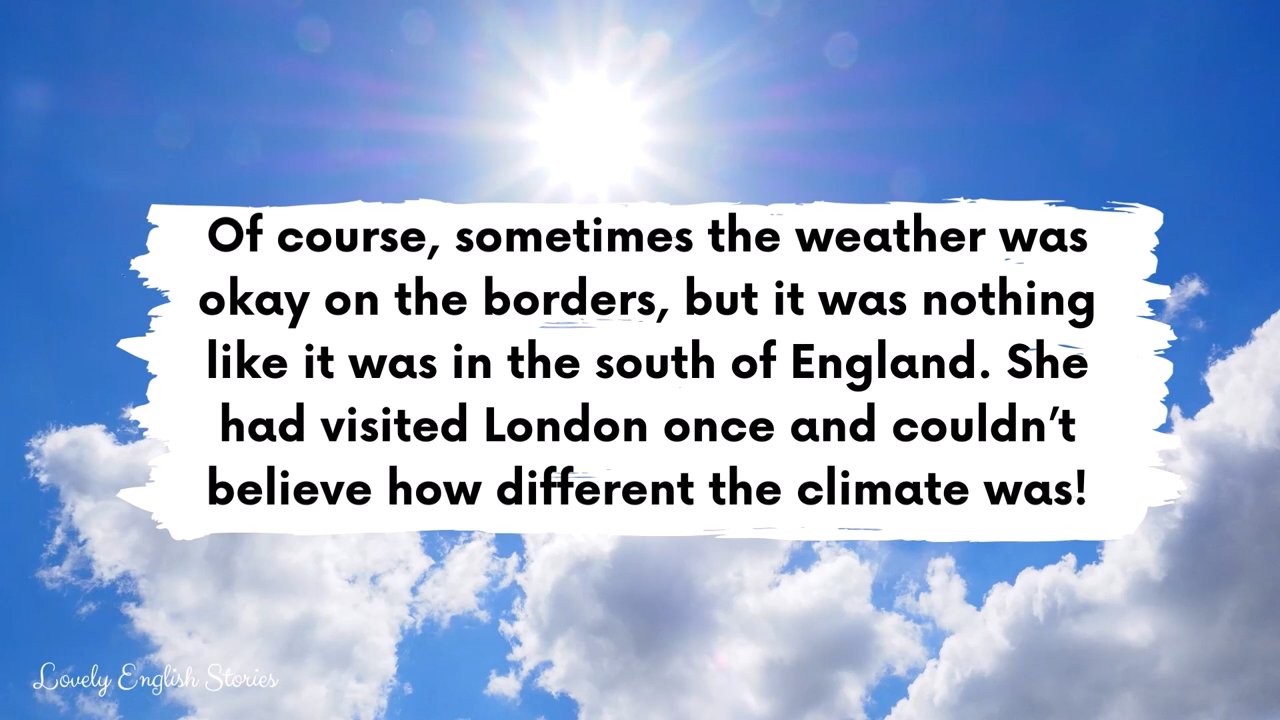 Of course, sometimes the weather was
okay on the borders, but it was nothing
like it was in the south of England. She
had visited London once and couldn’t
believe how different the climate was!
Lovely English Stories